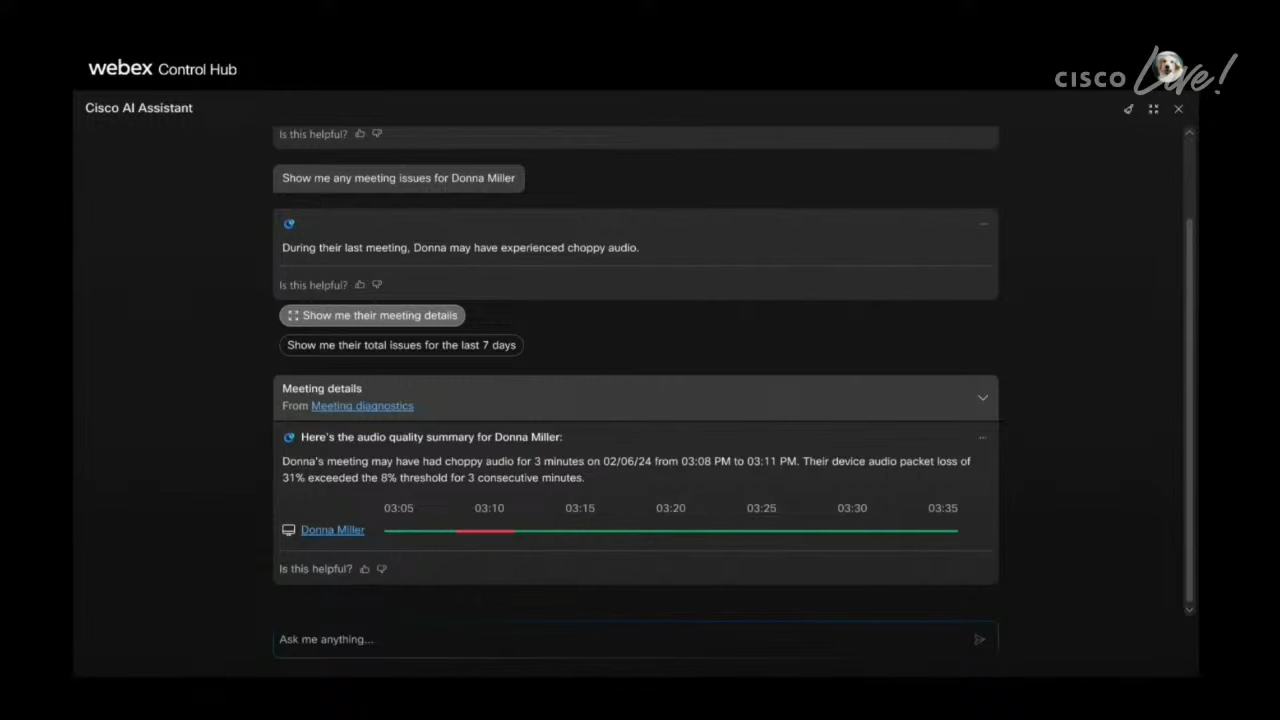 webex Control Hub
CISCO Live!
Cisco AI Assistant
Is this helpful?
Show me any meeting issues for Donna Miller
During their last meeting, Donna may have experienced choppy audio.
Is this helpful?
Show me their meeting details
Show me their total issues for the last 7 days
Meeting details
From Meeting diagnostics
Here's the audio quality summary for Donna Miller:
Donna's meeting may have had choppy audio for 3 minutes on 02/06/24 from 03:08 PM to 03:11 PM. Their device audio packet loss of
31% exceeded the 8% threshold for 3 consecutive minutes.
03:05 03:10 03:15 03:20 03:25 03:30 03:35
Donna Miller
Is this helpful?
Ask me anything...